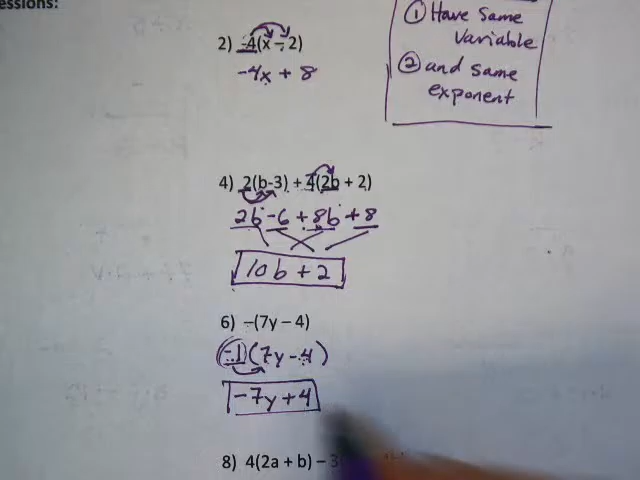 essions:
2) -4(x - 2)
-4x + 8
① Have same
variable
② and same
exponent
4) 2(b-3) + 4(2b + 2)
2b - 6 + 8b + 8
10b + 2
6) -(7y - 4)
-1(7y - 4)
-7y + 4
8) 4(2a + b) - 3